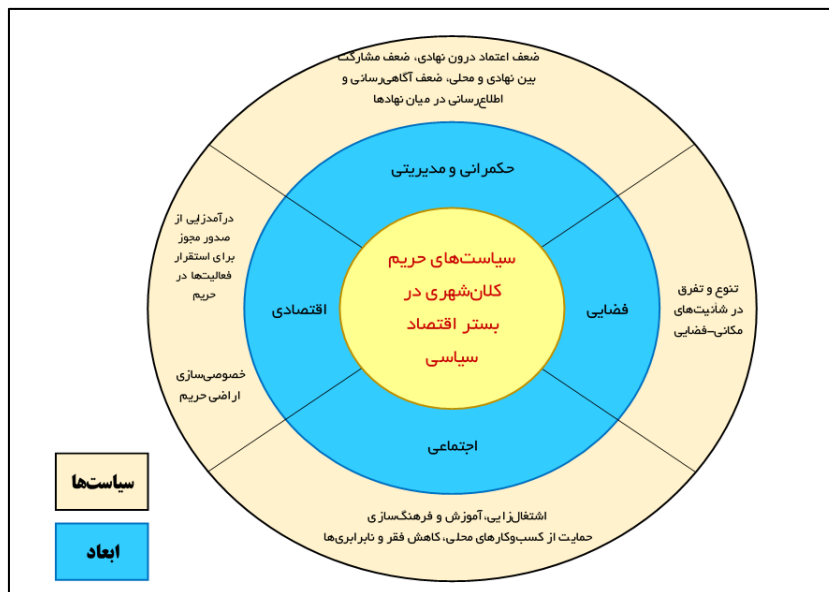 ضعف اعتماد درون نهادی، ضعف مشارکت
بین نهادی و محلی، ضعف آگاهی‌رسانی و
اطلاع‌رسانی در میان نهادها
حکمرانی و مدیریتی
درآمدزایی از
صدور مجوز
برای استقرار
فعالیت‌ها در
حریم
خصوصی‌سازی
اراضی حریم
اقتصادی
سیاست‌های حریم
کلان‌شهری در
بستر اقتصاد
سیاسی
فضایی
تنوع و تفرق
در شأنیت‌های
مکانی-فضایی
اجتماعی
اشتغال‌زایی، آموزش و فرهنگ‌سازی
حمایت از کسب‌وکارهای محلی، کاهش فقر و نابرابری‌ها
سیاست‌ها
ابعاد